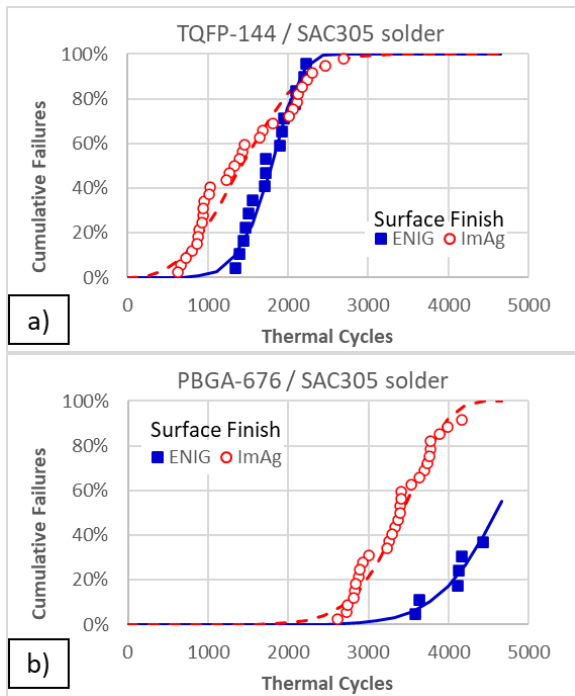 TQFP-144 / SAC305 solder
100%
80%
60%
40%
20%
0%
Cumulative Failures
Surface Finish
ENIG ImAg
0 1000 2000 3000 4000 5000
Thermal Cycles
a)
PBGA-676 / SAC305 solder
100%
80%
60%
40%
20%
0%
Cumulative Failures
Surface Finish
ENIG ImAg
0 1000 2000 3000 4000 5000
Thermal Cycles
b)